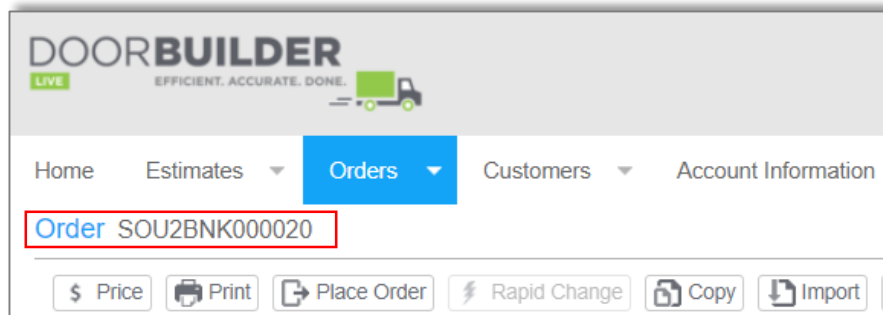 DOORBUILDER
LIVE EFFICIENT. ACCURATE. DONE.
Home Estimates Orders Customers Account Information
Order SOU2BNK000020
$ Price Print Place Order Rapid Change Copy Import